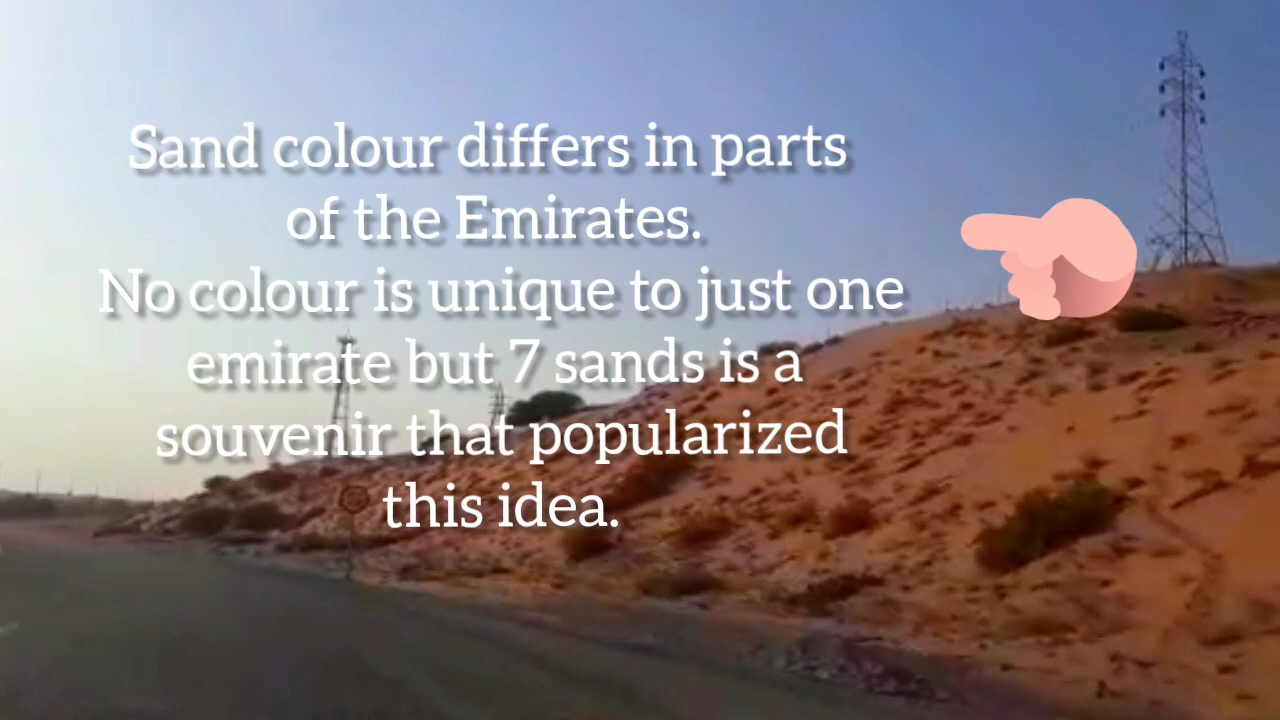 Sand colour differs in parts
of the Emirates.
No colour is unique to just one
emirate but 7 sands is a
souvenir that popularized
this idea.